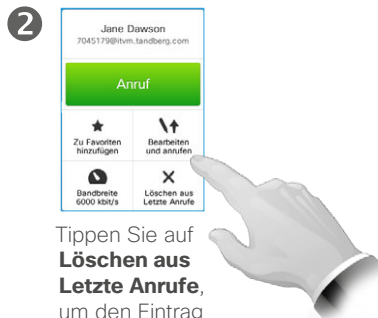 2
Jane Dawson
7045179@itvm.tandberg.com
Anruf
Zu Favoriten
hinzufügen
Bearbeiten
und anrufen
Bandbreite
6000 kbit/s
Löschen aus
Letzte Anrufe
Tippen Sie auf
Löschen aus
Letzte Anrufe,
um den Eintrag